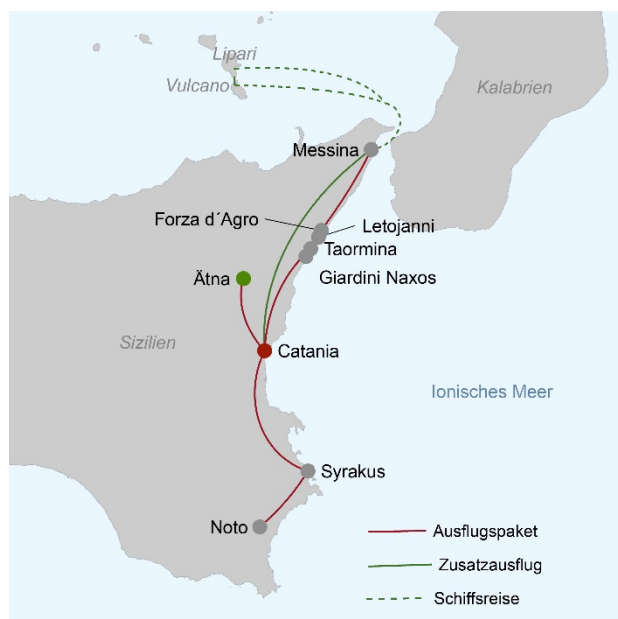 Lipari
Vulcano
Kalabrien
Messina
Forza d´Agro
Letojanni
Taormina
Giardini Naxos
Ätna
Sizilien
Catania
Ionisches Meer
Syrakus
Noto
Ausflugspaket
Zusatzausflug
Schiffsreise